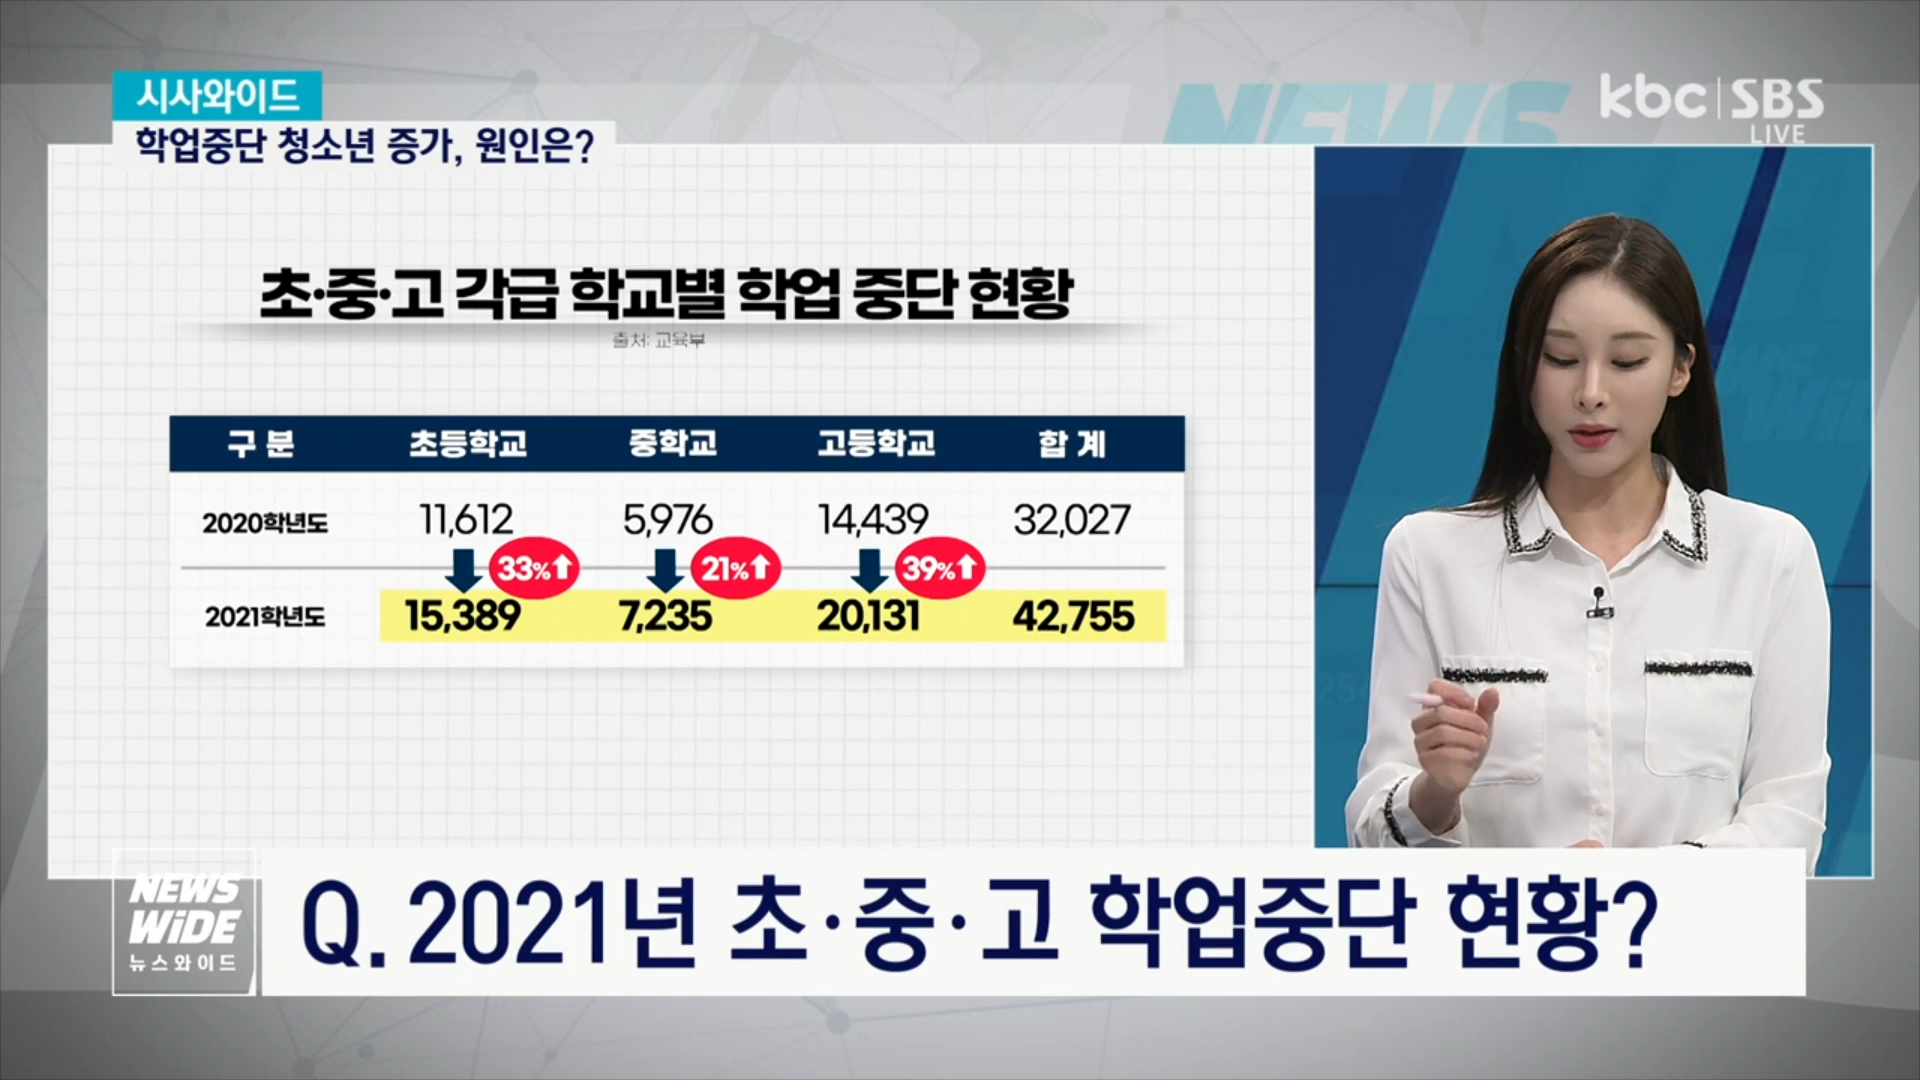 시사와이드
학업중단 청소년 증가, 원인은?
NEWS
kbc SBS
LIVE
초·중·고 각급 학교별 학업 중단 현황
출처: 교육부
구 분 초등학교 중학교 고등학교 합 계
2020학년도 11,612 5,976 14,439 32,027
33%↑ 21%↑ 39%↑
2021학년도 15,389 7,235 20,131 42,755
NEWS
WiDE
뉴스와이드
Q. 2021년 초·중·고 학업중단 현황?